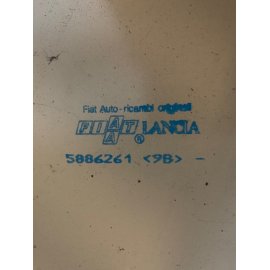 Fiat Auto - ricambi originali
FIAT LANCIA
A ®
5886261 <9B> -